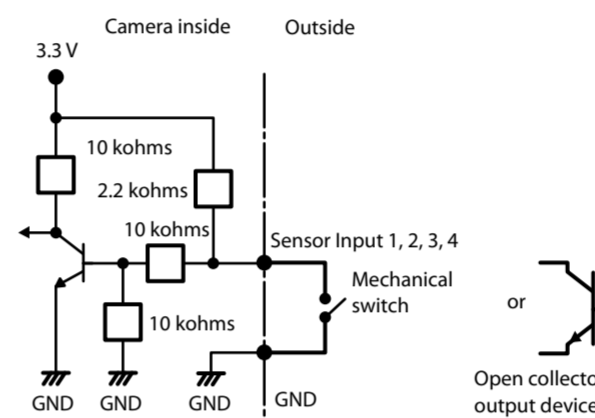 Camera inside
Outside
3.3 V
10 kohms
2.2 kohms
10 kohms
Sensor Input 1, 2, 3, 4
Mechanical
switch
or
10 kohms
Open collecto
output device
GND
GND
GND
GND